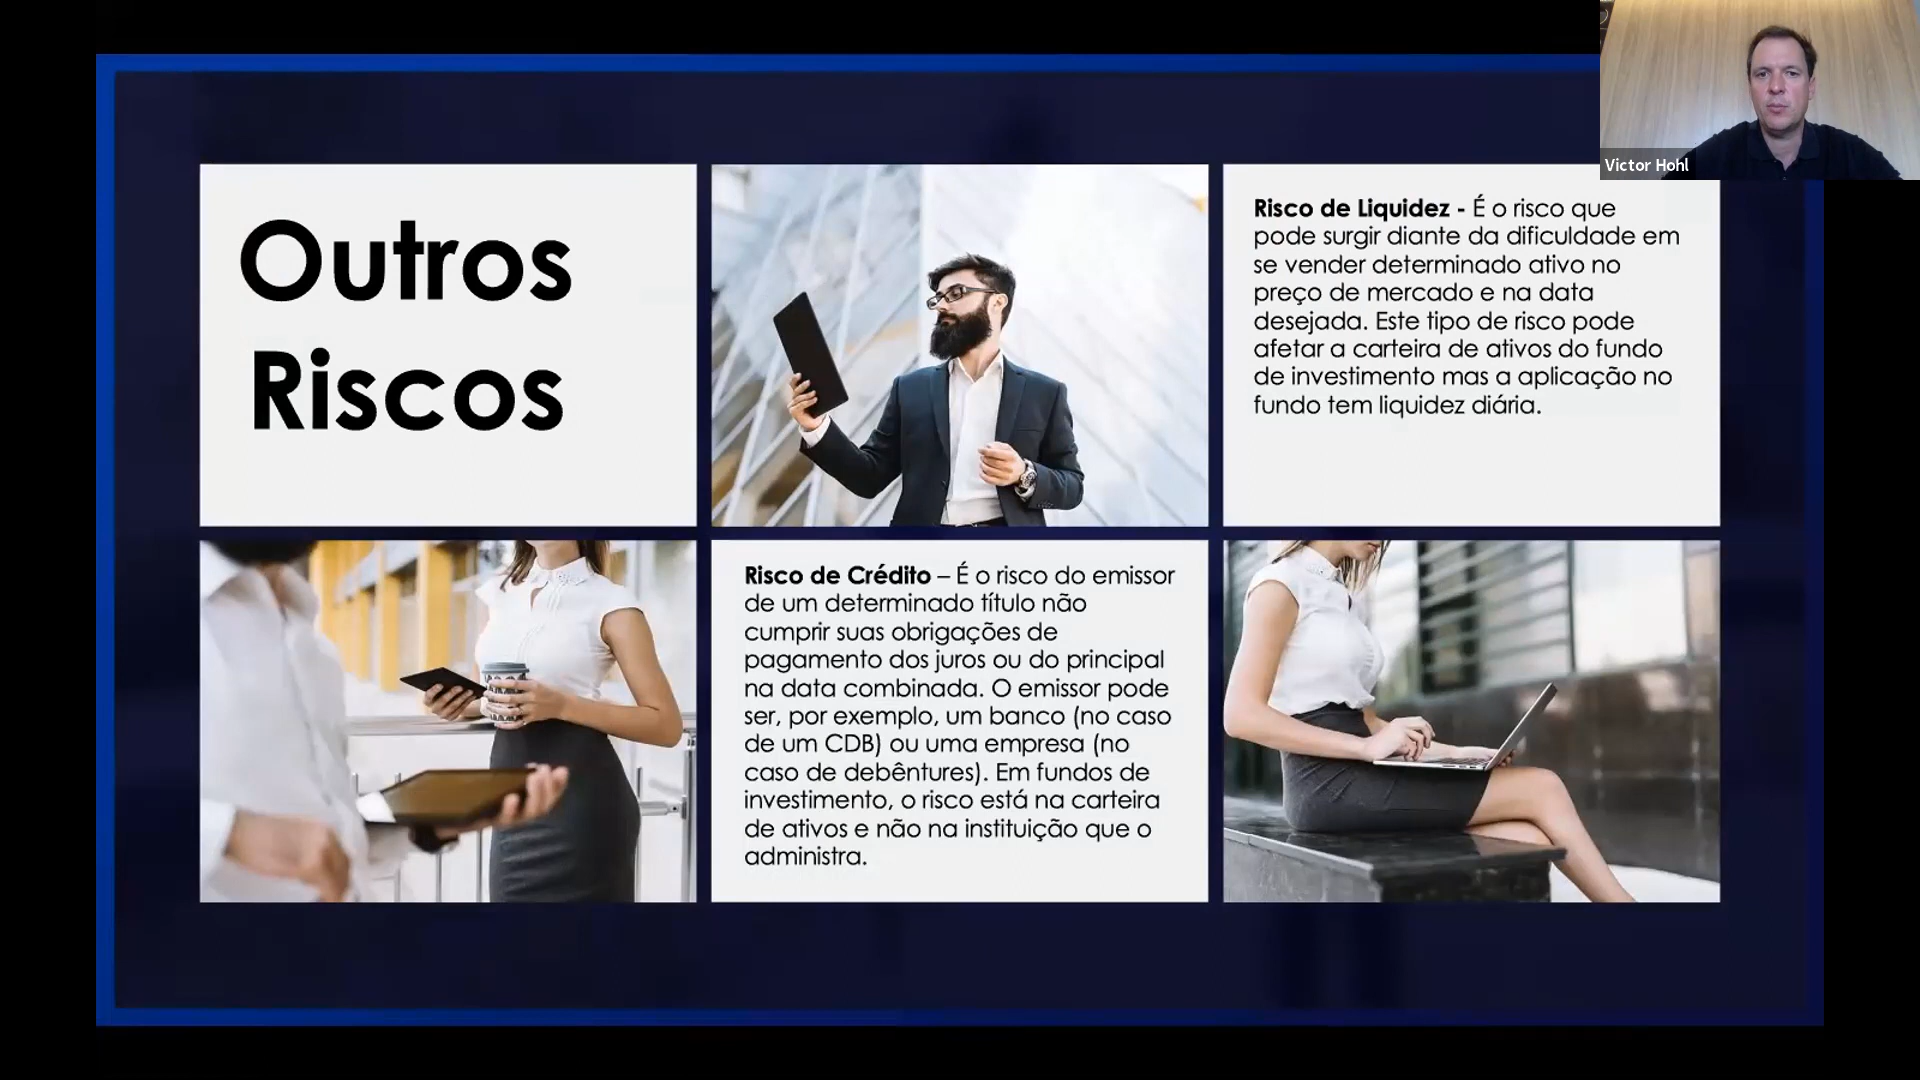 Outros
Riscos
Risco de Liquidez - É o risco que
pode surgir diante da dificuldade em
se vender determinado ativo no
preço de mercado e na data
desejada. Este tipo de risco pode
afetar a carteira de ativos do fundo
de investimento mas a aplicação no
fundo tem liquidez diária.
Risco de Crédito – É o risco do emissor
de um determinado título não
cumprir suas obrigações de
pagamento dos juros ou do principal
na data combinada. O emissor pode
ser, por exemplo, um banco (no caso
de um CDB) ou uma empresa (no
caso de debêntures). Em fundos de
investimento, o risco está na carteira
de ativos e não na instituição que o
administra.
Victor Hohl